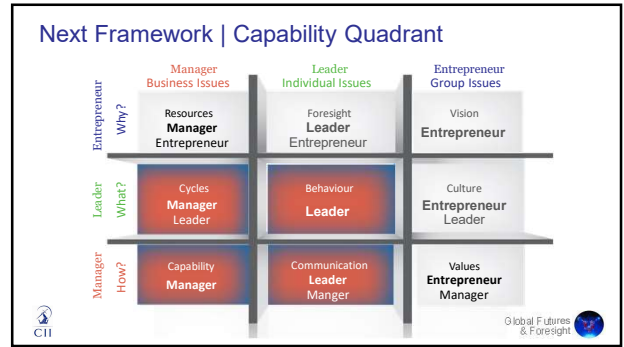 Next Framework | Capability Quadrant
Manager
Business Issues
Leader
Individual Issues
Entrepreneur
Group Issues
Entrepreneur
Why?
Resources
Manager
Entrepreneur
Foresight
Leader
Entrepreneur
Vision
Entrepreneur
Leader
What?
Cycles
Manager
Leader
Behaviour
Leader
Culture
Entrepreneur
Leader
Manager
How?
Capability
Manager
Communication
Leader
Manger
Values
Entrepreneur
Manager
CII
Global Futures
& Foresight